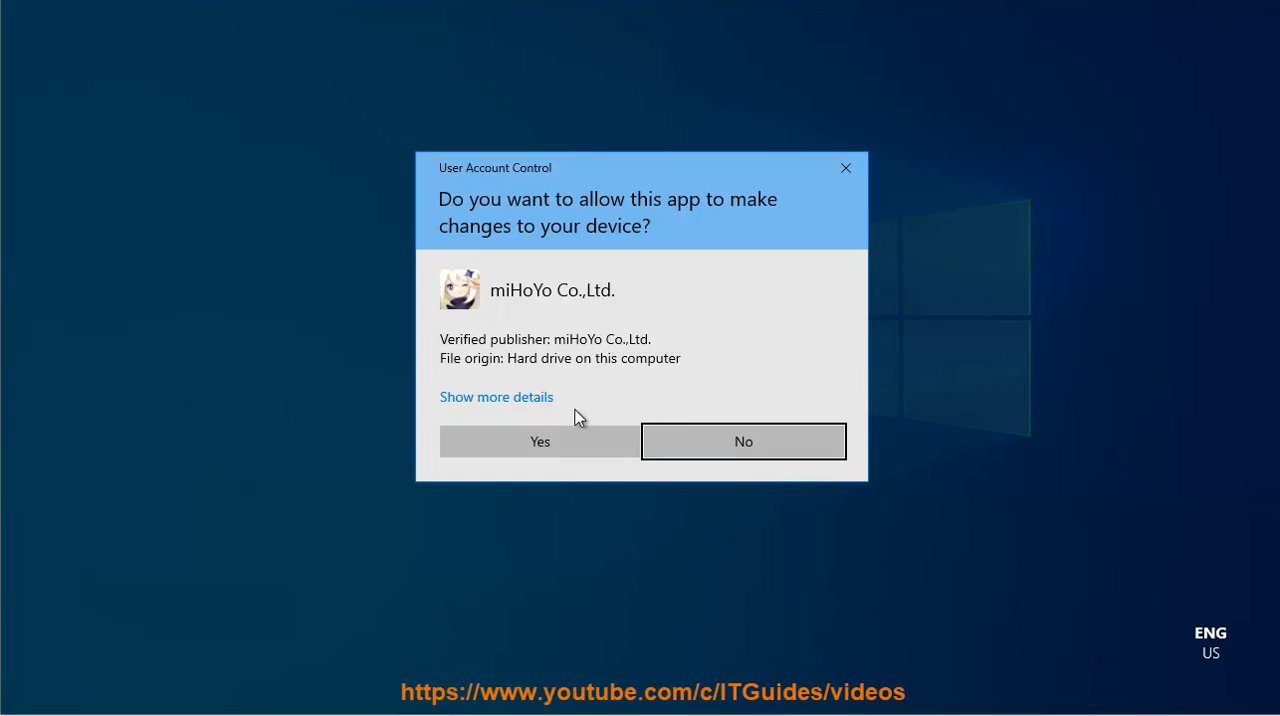 User Account Control
Do you want to allow this app to make
changes to your device?
miHoYo Co.,Ltd.
Verified publisher: miHoYo Co.,Ltd.
File origin: Hard drive on this computer
Show more details
Yes
No
ENG
US
https://www.youtube.com/c/ITGuides/videos